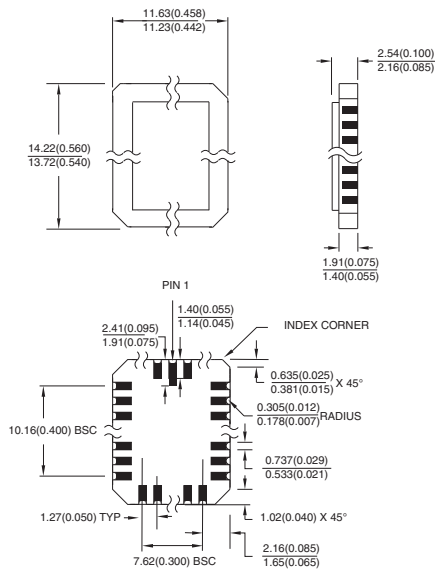 11.63(0.458)
11.23(0.442)
2.54(0.100)
2.16(0.085)
14.22(0.560)
13.72(0.540)
1.91(0.075)
1.40(0.055)
PIN 1
1.40(0.055)
1.14(0.045)
2.41(0.095)
1.91(0.075)
INDEX CORNER
0.635(0.025)
0.381(0.015) X 45°
0.305(0.012)
0.178(0.007) RADIUS
10.16(0.400) BSC
0.737(0.029)
0.533(0.021)
1.27(0.050) TYP
1.02(0.040) X 45°
7.62(0.300) BSC
2.16(0.085)
1.65(0.065)